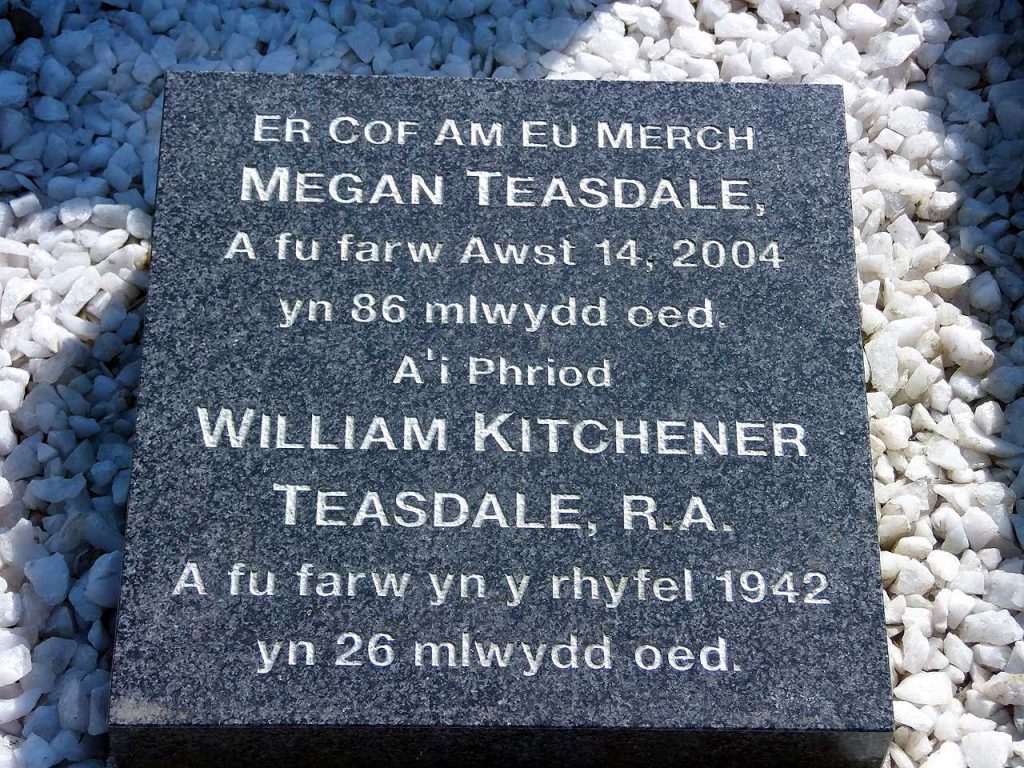 ER COF AM EU MERCH
MEGAN TEASDALE,
A fu farw Awst 14, 2004
yn 86 mlwydd oed.
A'i Phriod
WILLIAM KITCHENER
TEASDALE, R.A.
A fu farw yn y rhyfel 1942
yn 26 mlwydd oed.